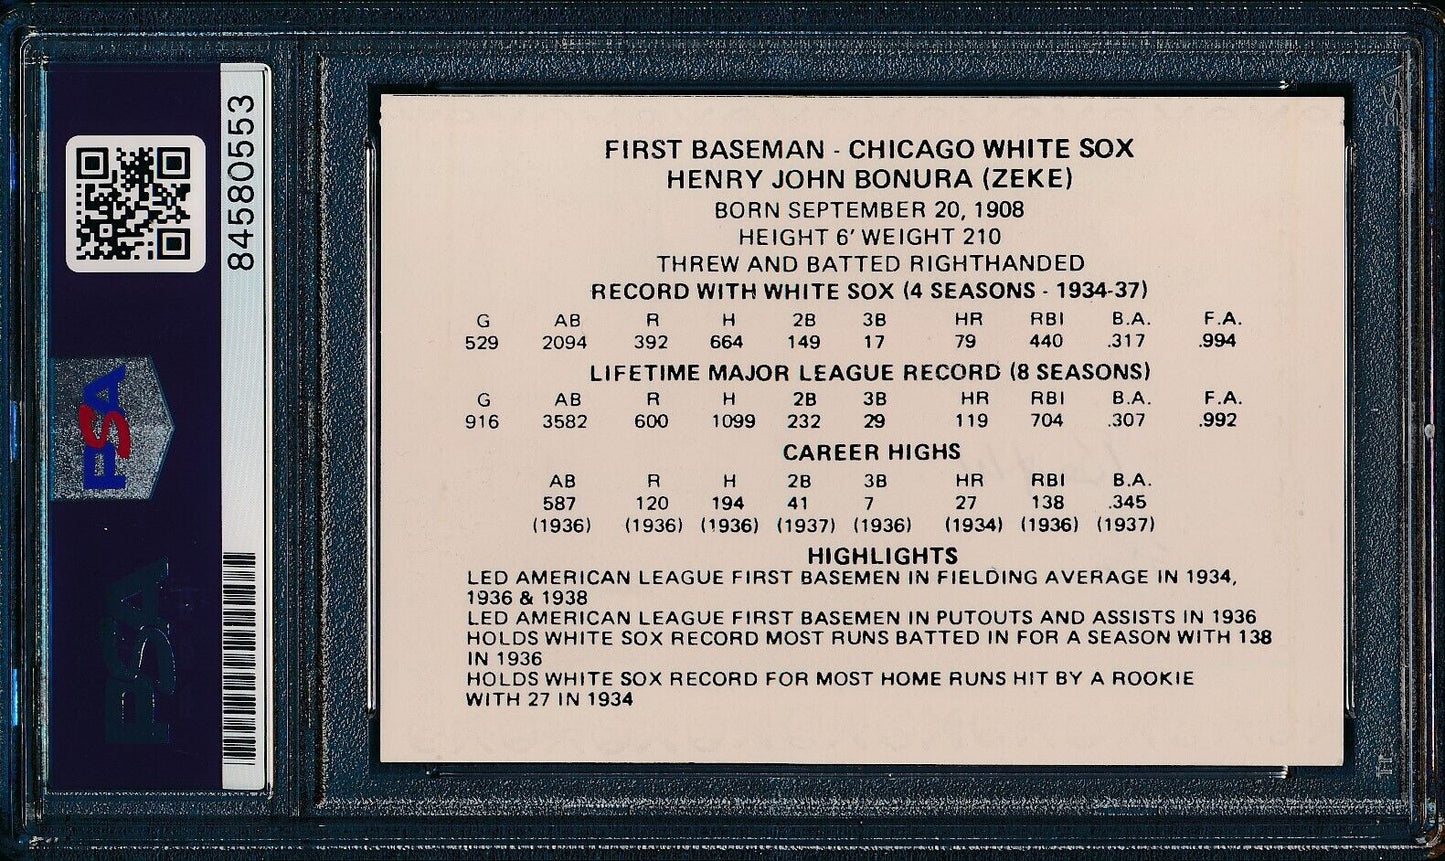 84580553
PSA
PSA
FIRST BASEMAN - CHICAGO WHITE SOX
HENRY JOHN BONURA (ZEKE)
BORN SEPTEMBER 20, 1908
HEIGHT 6' WEIGHT 210
THREW AND BATTED RIGHTHANDED
RECORD WITH WHITE SOX (4 SEASONS - 1934-37)
G AB R H 2B 3B HR RBI B.A. F.A.
529 2094 392 664 149 17 79 440 .317 .994
LIFETIME MAJOR LEAGUE RECORD (8 SEASONS)
G AB R H 2B 3B HR RBI B.A. F.A.
916 3582 600 1099 232 29 119 704 .307 .992
CAREER HIGHS
AB R H 2B 3B HR RBI B.A.
587 120 194 41 7 27 138 .345
(1936) (1936) (1936) (1937) (1936) (1934) (1936) (1937)
HIGHLIGHTS
LED AMERICAN LEAGUE FIRST BASEMEN IN FIELDING AVERAGE IN 1934,
1936 & 1938
LED AMERICAN LEAGUE FIRST BASEMEN IN PUTOUTS AND ASSISTS IN 1936
HOLDS WHITE SOX RECORD MOST RUNS BATTED IN FOR A SEASON WITH 138
IN 1936
HOLDS WHITE SOX RECORD FOR MOST HOME RUNS HIT BY A ROOKIE
WITH 27 IN 1934